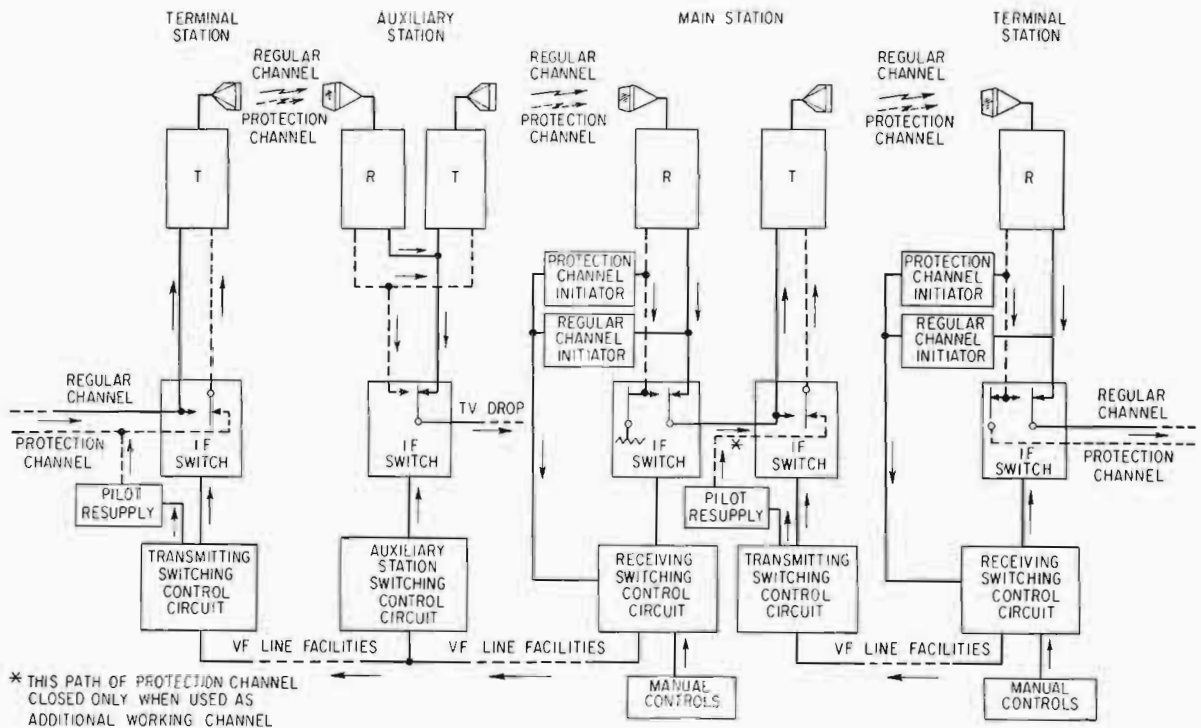 TERMINAL
STATION
AUXILIARY
STATION
MAIN STATION
TERMINAL
STATION
REGULAR
CHANNEL
PROTECTION
CHANNEL
REGULAR
CHANNEL
PROTECTION
CHANNEL
REGULAR
CHANNEL
PROTECTION
CHANNEL
T
R
T
R
T
R
PROTECTION
CHANNEL
INITIATOR
REGULAR
CHANNEL
INITIATOR
PROTECTION
CHANNEL
INITIATOR
REGULAR
CHANNEL
INITIATOR
REGULAR
CHANNEL
PROTECTION
CHANNEL
IF
SWITCH
PILOT
RESUPPLY
TRANSMITTING
SWITCHING
CONTROL
CIRCUIT
TV DROP
IF
SWITCH
AUXILIARY
STATION
SWITCHING
CONTROL
CIRCUIT
IF
SWITCH
RECEIVING
SWITCHING
CONTROL
CIRCUIT
*
IF
SWITCH
PILOT
RESUPPLY
TRANSMITTING
SWITCHING
CONTROL
CIRCUIT
REGULAR
CHANNEL
PROTECTION
CHANNEL
IF
SWITCH
RECEIVING
SWITCHING
CONTROL
CIRCUIT
VF LINE FACILITIES
VF LINE FACILITIES
VF LINE FACILITIES
MANUAL
CONTROLS
MANUAL
CONTROLS
* THIS PATH OF PROTECTION CHANNEL
CLOSED ONLY WHEN USED AS
ADDITIONAL WORKING CHANNEL